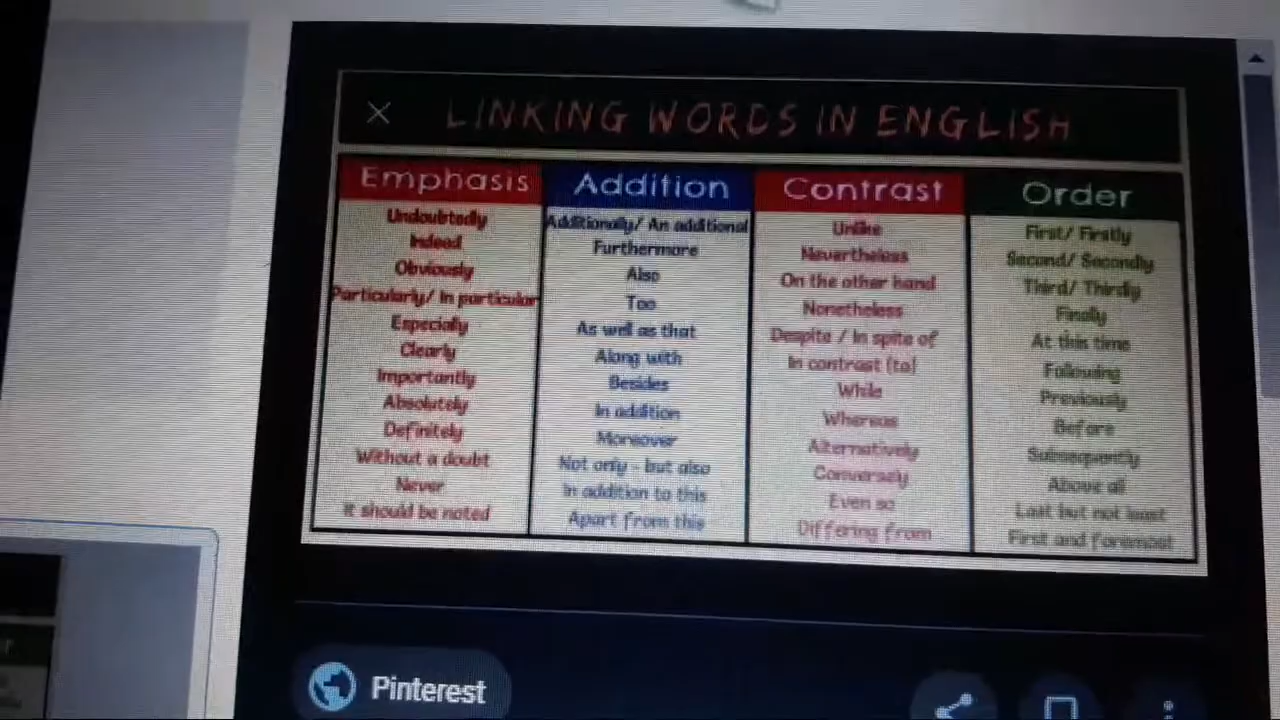 LINKING WORDS IN ENGLISH
Emphasis
Undoubtedly
Indeed
Obviously
Particularly/ In particular
Especially
Clearly
Importantly
Absolutely
Definitely
Without a doubt
Never
It should be noted
Addition
Additionally/ An additional
Furthermore
Also
Too
As well as that
Along with
Besides
In addition
Moreover
Not only - but also
In addition to this
Apart from this
Contrast
Unlike
Nevertheless
On the other hand
Nonetheless
Despite / In spite of
In contrast (to)
While
Whereas
Alternatively
Conversely
Even so
Differing from
Order
First/ Firstly
Second/ Secondly
Third/ Thirdly
Finally
At this time
Following
Previously
Before
Subsequently
Above all
Last but not least
First and foremost
Pinterest